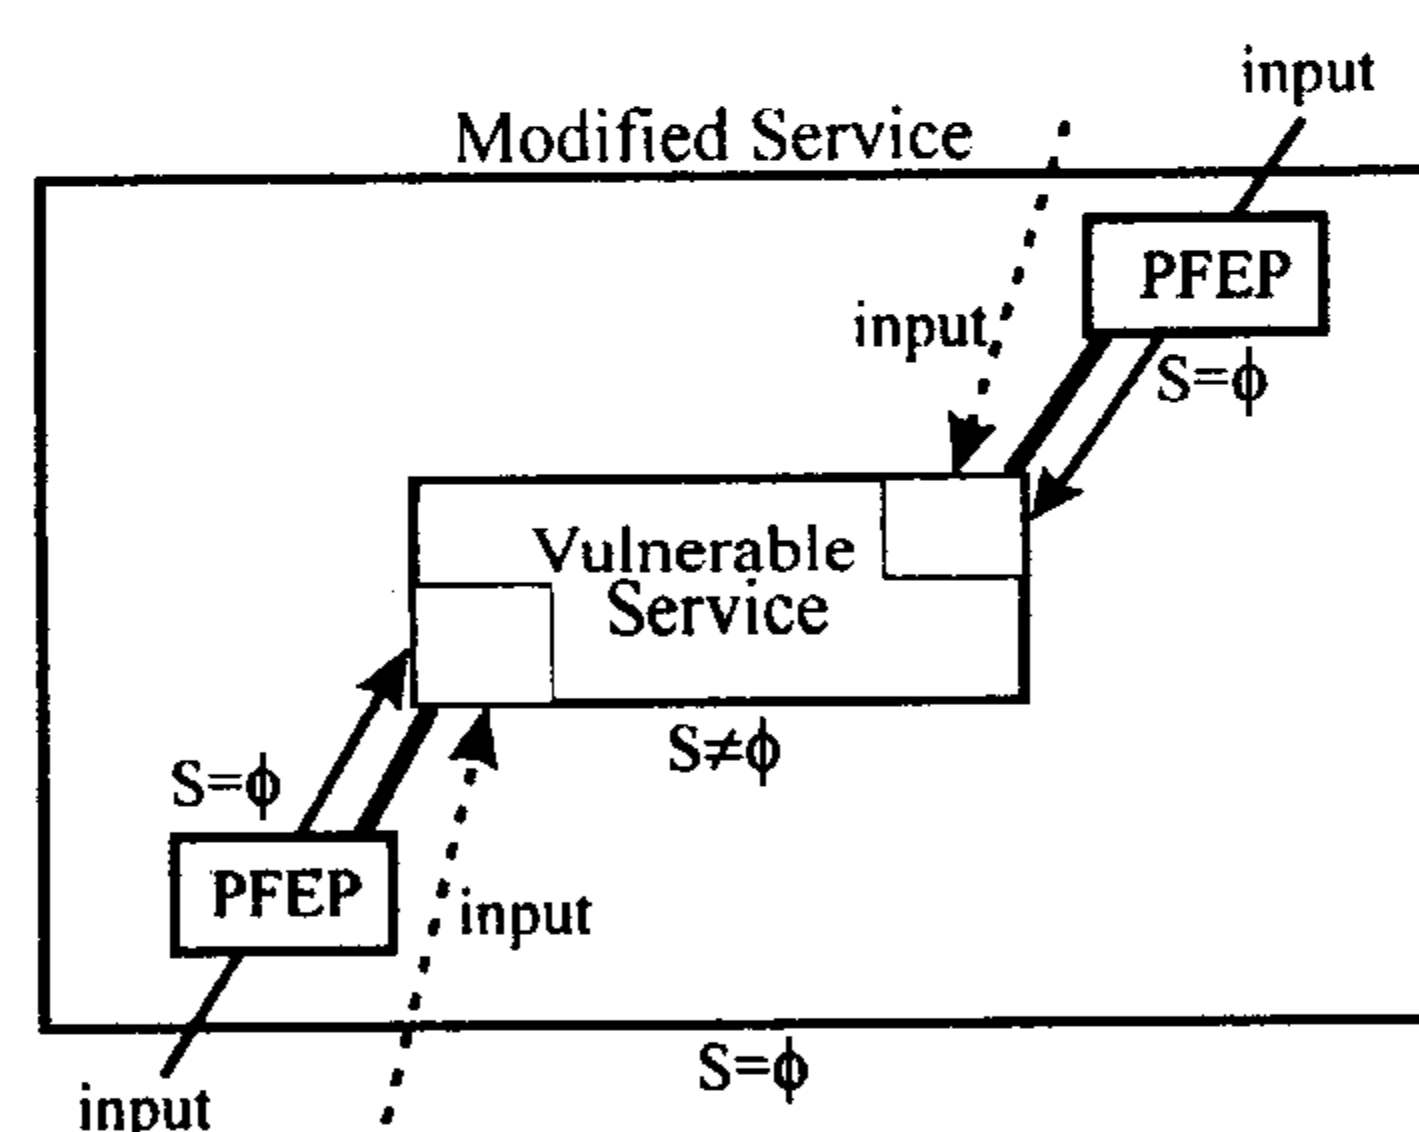 input
Modified Service
PFEP
input
S=ϕ
Vulnerable
Service
S≠ϕ
S=ϕ
PFEP
input
S=ϕ
input